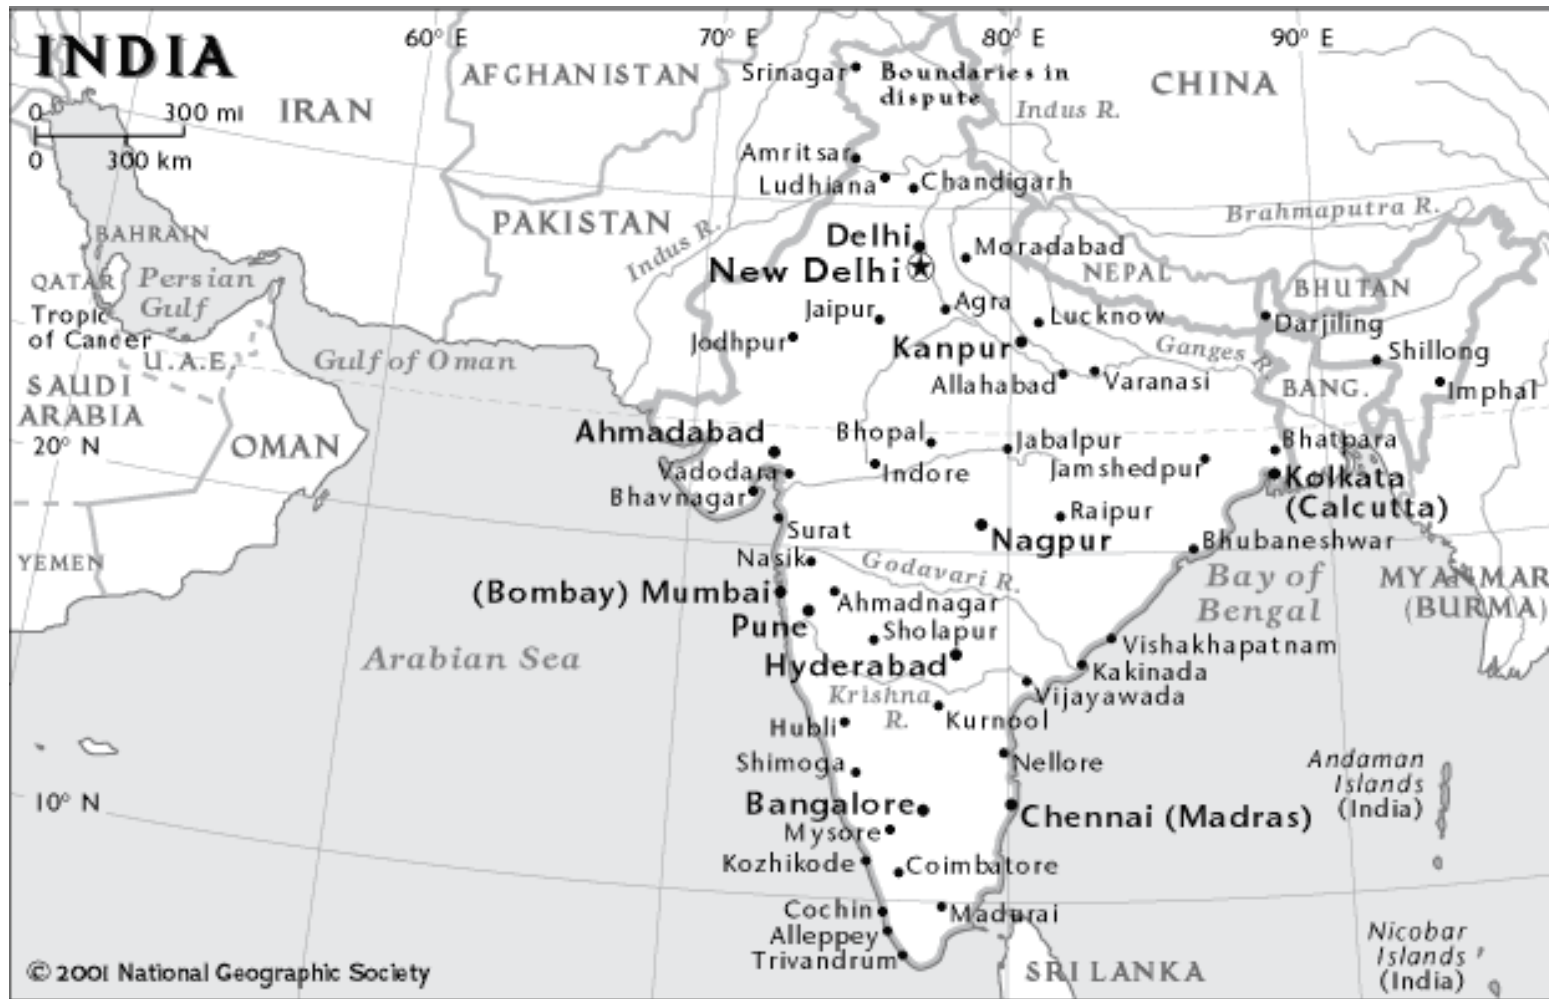 INDIA
60° E
70° E
80° E
90° E
0
300 mi
0
300 km
IRAN
AFGHANISTAN
Srinagar
Boundaries in
dispute
CHINA
Indus R.
Amritsar
Ludhiana
Chandigarh
PAKISTAN
Indus R.
Brahmaputra R.
BAHRAIN
Delhi
Moradabad
New Delhi
NEPAL
QATAR
Persian
Gulf
BHUTAN
Tropic
of Cancer
Jaipur
Agra
Lucknow
Darjiling
Jodhpur
Kanpur
Ganges R.
Shillong
U.A.E.
Gulf of Oman
Allahabad
Varanasi
BANG.
Imphal
SAUDI
ARABIA
20° N
OMAN
Ahmadabad
Bhopal
Jabalpur
Bhatpara
Vadodara
Indore
Jamshedpur
Kolkata
(Calcutta)
Bhavnagar
Surat
Raipur
Nagpur
Bhubaneshwar
YEMEN
Nasik
Godavari R.
Bay of
Bengal
MYANMAR
(BURMA)
(Bombay) Mumbai
Ahmadnagar
Pune
Sholapur
Vishakhapatnam
Arabian Sea
Hyderabad
Kakinada
Krishna
R.
Vijayawada
Hubli
Kurnool
Shimoga
Nellore
Andaman
Islands
(India)
10° N
Bangalore
Chennai (Madras)
Mysore
Kozhikode
Coimbatore
Cochin
Madurai
Alleppey
Trivandrum
Nicobar
Islands
(India)
SRI LANKA
© 2001 National Geographic Society